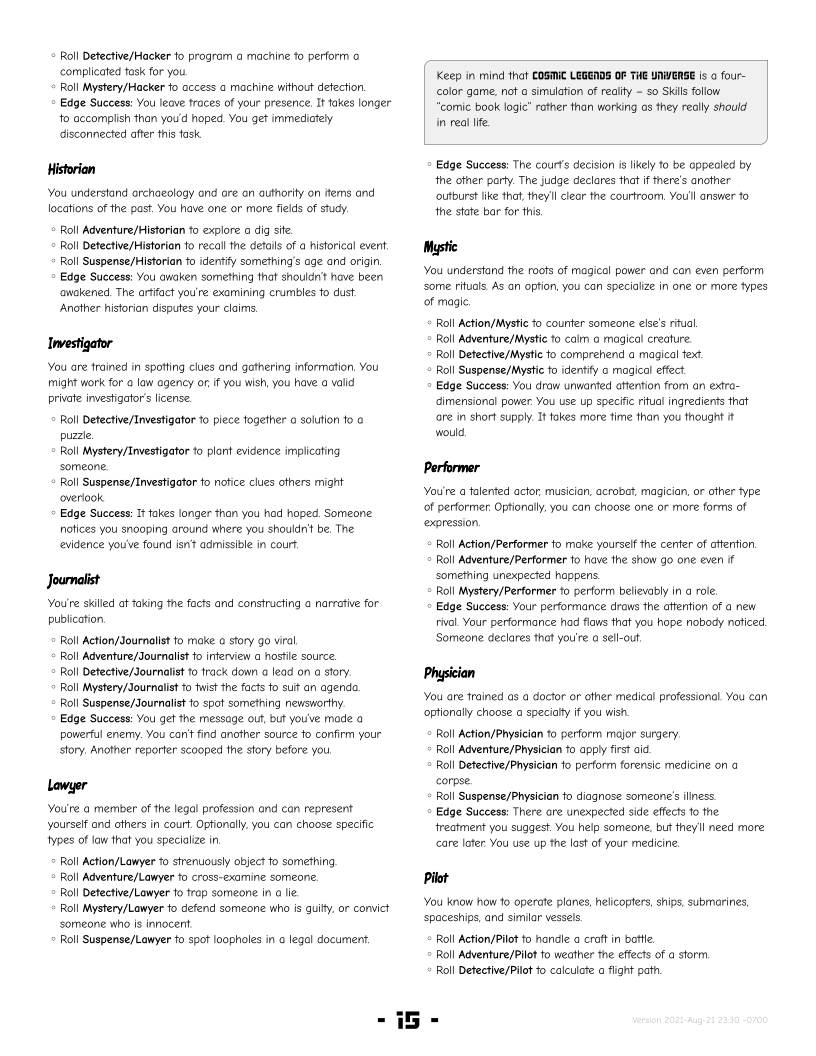 ◦ Roll Detective/Hacker to program a machine to perform a
complicated task for you.
◦ Roll Mystery/Hacker to access a machine without detection.
◦ Edge Success: You leave traces of your presence. It takes longer
to accomplish than you'd hoped. You get immediately
disconnected after this task.
Historian
You understand archaeology and are an authority on items and
locations of the past. You have one or more fields of study.
◦ Roll Adventure/Historian to explore a dig site.
◦ Roll Detective/Historian to recall the details of a historical event.
◦ Roll Suspense/Historian to identify something's age and origin.
◦ Edge Success: You awaken something that shouldn't have been
awakened. The artifact you're examining crumbles to dust.
Another historian disputes your claims.
Investigator
You are trained in spotting clues and gathering information. You
might work for a law agency or, if you wish, you have a valid
private investigator's license.
◦ Roll Detective/Investigator to piece together a solution to a
puzzle.
◦ Roll Mystery/Investigator to plant evidence implicating
someone.
◦ Roll Suspense/Investigator to notice clues others might
overlook.
◦ Edge Success: It takes longer than you had hoped. Someone
notices you snooping around where you shouldn't be. The
evidence you've found isn't admissible in court.
Journalist
You're skilled at taking the facts and constructing a narrative for
publication.
◦ Roll Action/Journalist to make a story go viral.
◦ Roll Adventure/Journalist to interview a hostile source.
◦ Roll Detective/Journalist to track down a lead on a story.
◦ Roll Mystery/Journalist to twist the facts to suit an agenda.
◦ Roll Suspense/Journalist to spot something newsworthy.
◦ Edge Success: You get the message out, but you've made a
powerful enemy. You can't find another source to confirm your
story. Another reporter scooped the story before you.
Lawyer
You're a member of the legal profession and can represent
yourself and others in court. Optionally, you can choose specific
types of law that you specialize in.
◦ Roll Action/Lawyer to strenuously object to something.
◦ Roll Adventure/Lawyer to cross-examine someone.
◦ Roll Detective/Lawyer to trap someone in a lie.
◦ Roll Mystery/Lawyer to defend someone who is guilty, or convict
someone who is innocent.
◦ Roll Suspense/Lawyer to spot loopholes in a legal document.
Keep in mind that COSMIC LEGENDS OF THE UNIVERSE is a four-
color game, not a simulation of reality – so Skills follow
"comic book logic" rather than working as they really should
in real life.
◦ Edge Success: The court's decision is likely to be appealed by
the other party. The judge declares that if there's another
outburst like that, they'll clear the courtroom. You'll answer to
the state bar for this.
Mystic
You understand the roots of magical power and can even perform
some rituals. As an option, you can specialize in one or more types
of magic.
◦ Roll Action/Mystic to counter someone else's ritual.
◦ Roll Adventure/Mystic to calm a magical creature.
◦ Roll Detective/Mystic to comprehend a magical text.
◦ Roll Suspense/Mystic to identify a magical effect.
◦ Edge Success: You draw unwanted attention from an extra-
dimensional power. You use up specific ritual ingredients that
are in short supply. It takes more time than you thought it
would.
Performer
You're a talented actor, musician, acrobat, magician, or other type
of performer. Optionally, you can choose one or more forms of
expression.
◦ Roll Action/Performer to make yourself the center of attention.
◦ Roll Adventure/Performer to have the show go one even if
something unexpected happens.
◦ Roll Mystery/Performer to perform believably in a role.
◦ Edge Success: Your performance draws the attention of a new
rival. Your performance had flaws that you hope nobody noticed.
Someone declares that you're a sell-out.
Physician
You are trained as a doctor or other medical professional. You can
optionally choose a specialty if you wish.
◦ Roll Action/Physician to perform major surgery.
◦ Roll Adventure/Physician to apply first aid.
◦ Roll Detective/Physician to perform forensic medicine on a
corpse.
◦ Roll Suspense/Physician to diagnose someone's illness.
◦ Edge Success: There are unexpected side effects to the
treatment you suggest. You help someone, but they'll need more
care later. You use up the last of your medicine.
Pilot
You know how to operate planes, helicopters, ships, submarines,
spaceships, and similar vessels.
◦ Roll Action/Pilot to handle a craft in battle.
◦ Roll Adventure/Pilot to weather the effects of a storm.
◦ Roll Detective/Pilot to calculate a flight path.
- 15 -
Version 2021-Aug-21 23:30 -0700